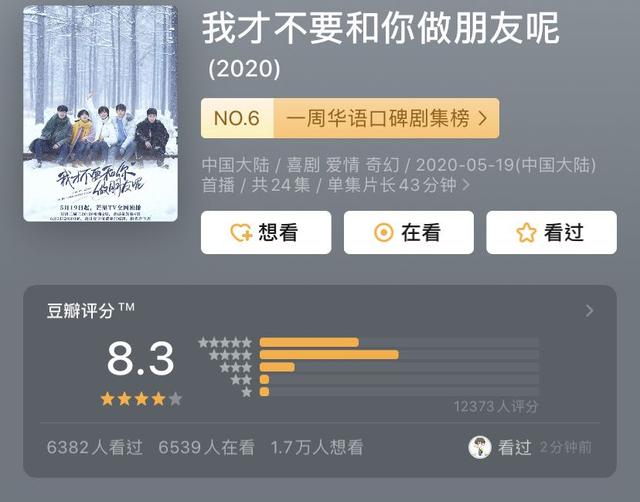 我才不要和你做朋友呢
(2020)
NO.6 一周华语口碑剧集榜
中国大陆 / 喜剧 爱情 奇幻 / 2020-05-19(中国大陆)
首播 / 共24集 / 单集片长43分钟
我才不要和你
做朋友呢
5月19日起，芒果TV全网独播
想看 在看 看过
豆瓣评分™
8.3
12373人评分
6382人看过 6539人在看 1.7万人想看 看过 2分钟前